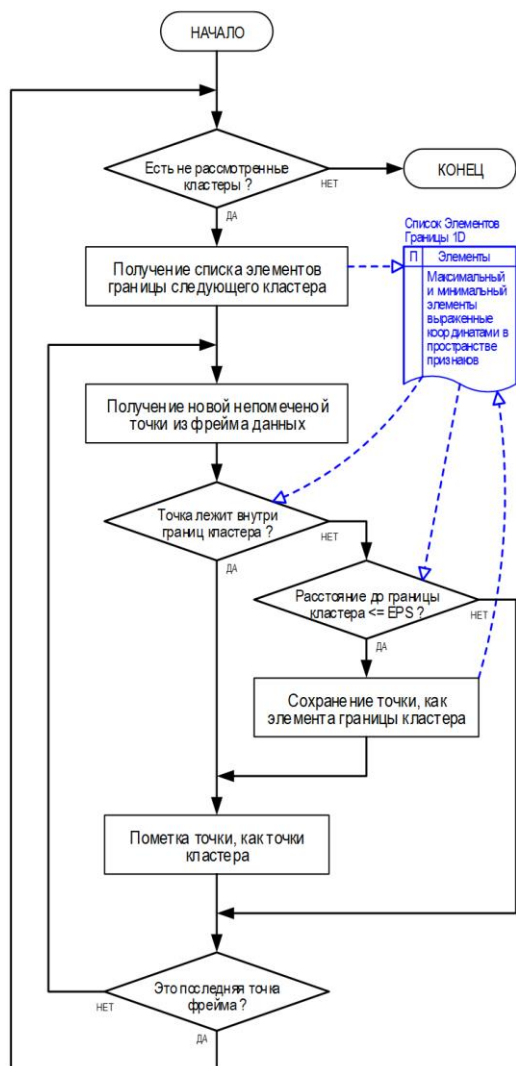 НАЧАЛО
Есть не рассмотренные
кластеры ?
НЕТ
КОНЕЦ
ДА
Список Элементов
Границы 1D
П
Элементы
Максимальный
и минимальный
элементы
выраженные
координатами в
пространстве
признаков
Получение списка элементов
границы следующего кластера
Получение новой непомеченой
точки из фрейма данных
Точка лежит внутри
границ кластера ?
НЕТ
ДА
Расстояние до границы
кластера <= EPS ?
НЕТ
ДА
Сохранение точки, как
элемента границы кластера
Пометка точки, как точки
кластера
Это последняя точка
фрейма ?
НЕТ
ДА